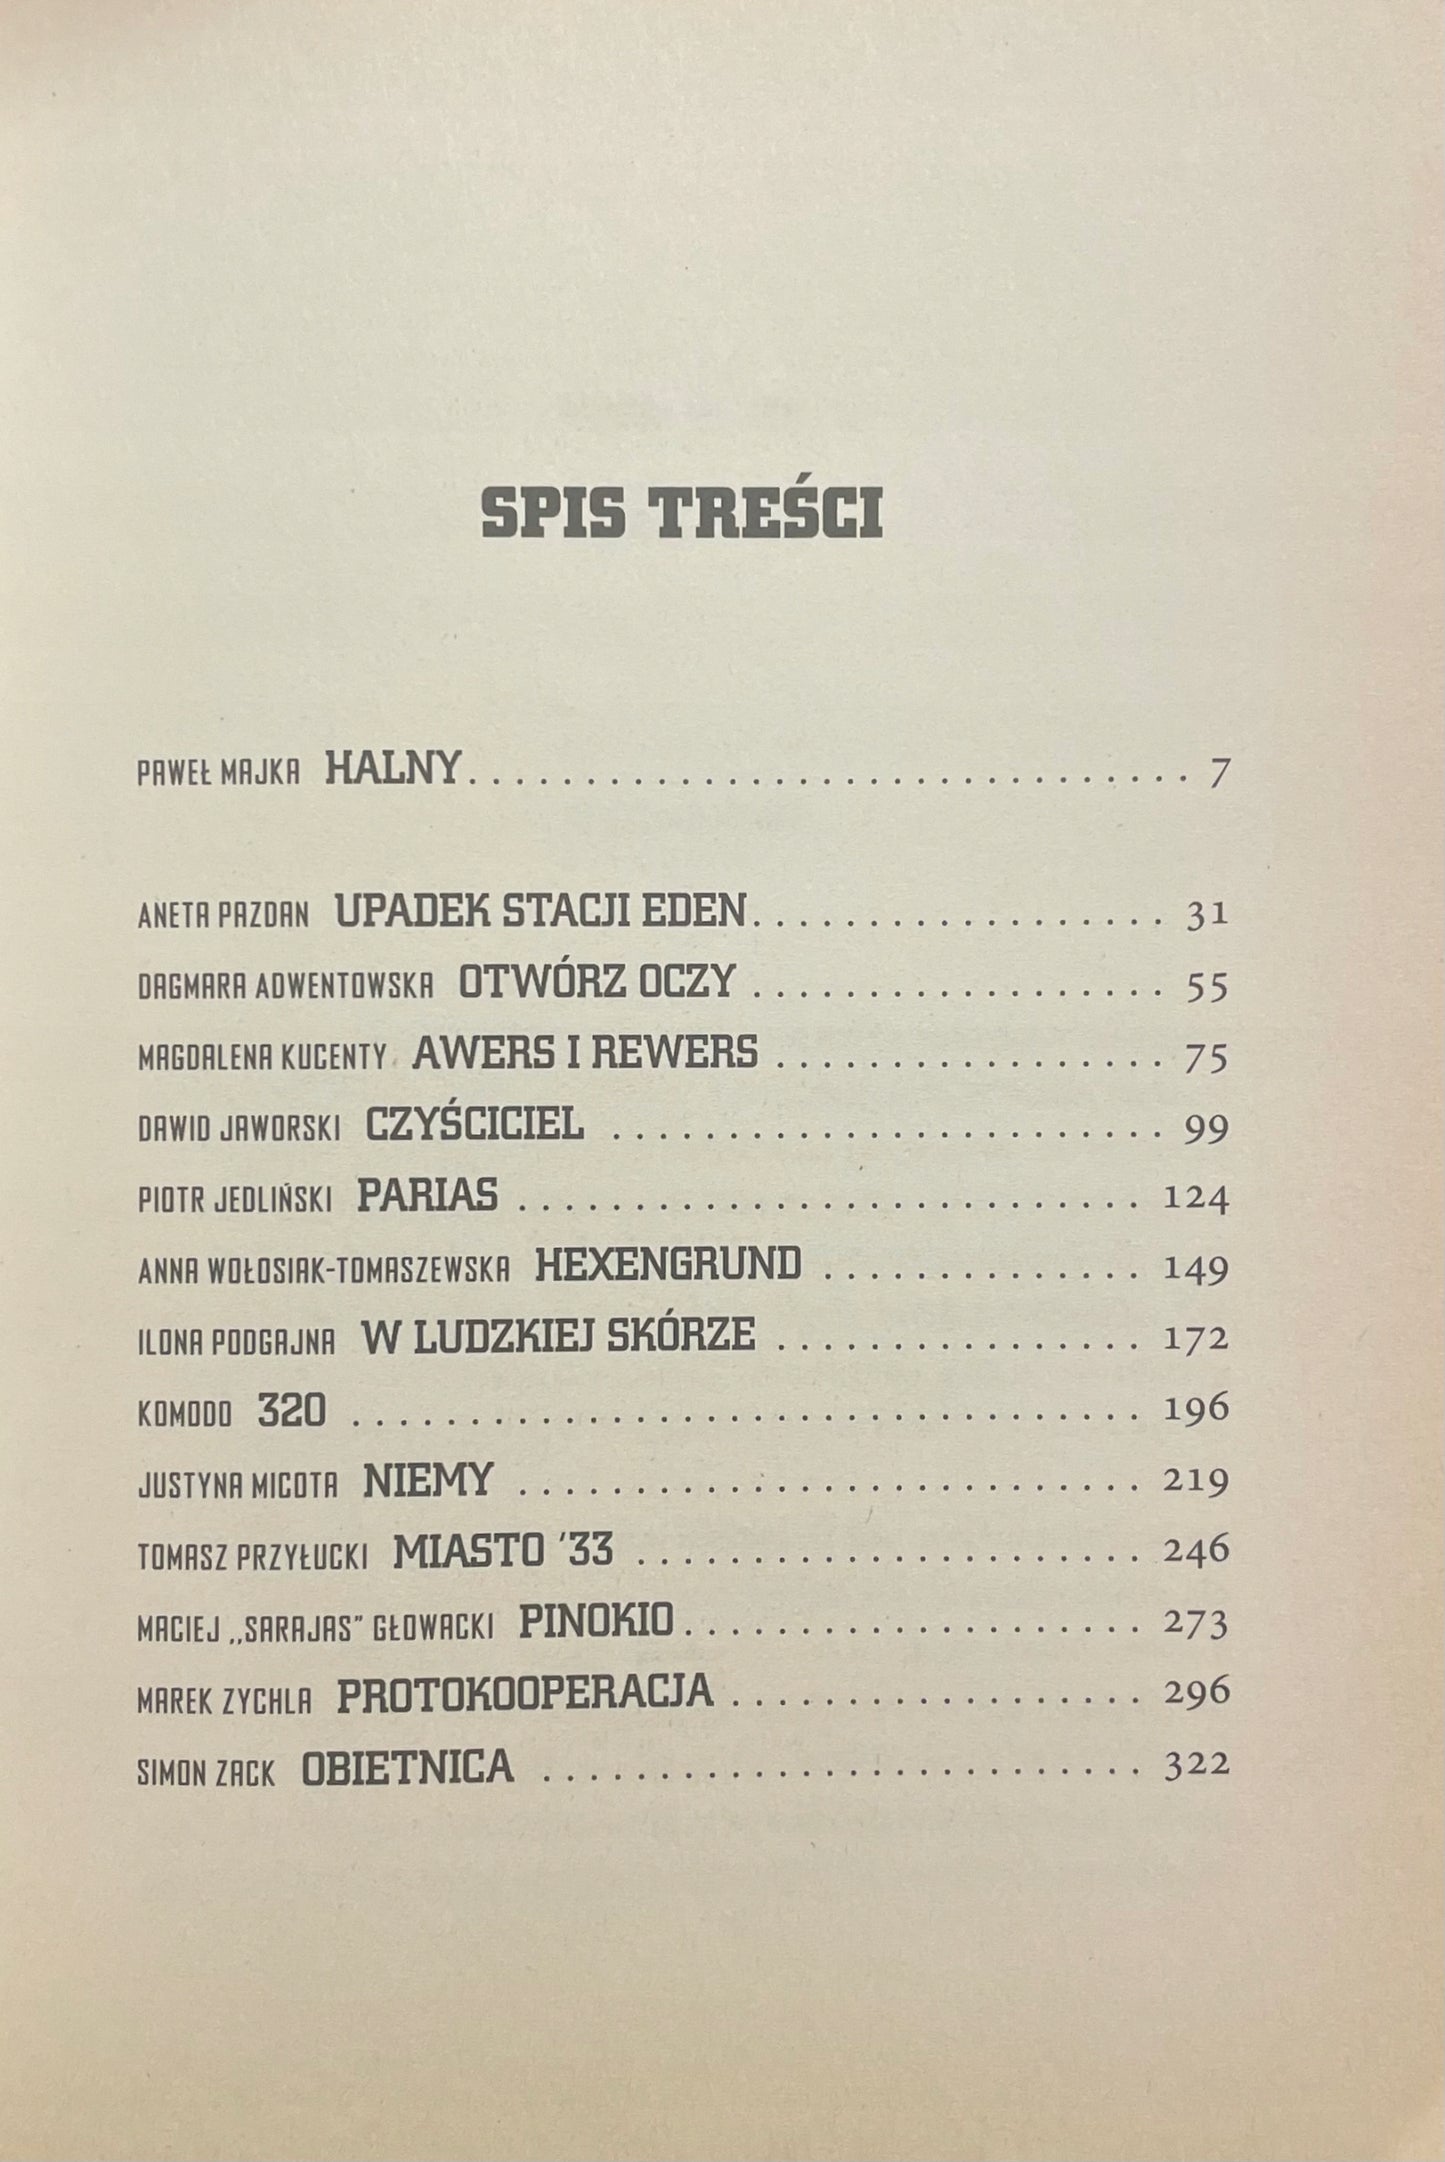 SPIS TREŚCI
PAWEŁ MAJKA HALNY. . . . . . . . . . . . . . . . . . . . . . . . . . . . . . . 7
ANETA PAZDAN UPADEK STACJI EDEN. . . . . . . . . . . . . . . . . . 31
DAGMARA ADWENTOWSKA OTWÓRZ OCZY . . . . . . . . . . . . . . . . . . 55
MAGDALENA KUCENTY AWERS I REWERS . . . . . . . . . . . . . . . . . 75
DAWID JAWORSKI CZYŚCICIEL . . . . . . . . . . . . . . . . . . . . . . . . 99
PIOTR JEDLIŃSKI PARIAS . . . . . . . . . . . . . . . . . . . . . . . . . . . 124
ANNA WOŁOSIAK-TOMASZEWSKA HEXENGRUND . . . . . . . . . . . . . . 149
ILONA PODGAJNA W LUDZKIEJ SKÓRZE . . . . . . . . . . . . . . . . 172
KOMODO 320 . . . . . . . . . . . . . . . . . . . . . . . . . . . . . . . . . . 196
JUSTYNA MICOTA NIEMY . . . . . . . . . . . . . . . . . . . . . . . . . . . 219
TOMASZ PRZYŁUCKI MIASTO '33 . . . . . . . . . . . . . . . . . . . . . . 246
MACIEJ „SARAJAS” GŁOWACKI PINOKIO. . . . . . . . . . . . . . . . . . . . 273
MAREK ZYCHLA PROTOKOOPERACJA . . . . . . . . . . . . . . . . . . 296
SIMON ZACK OBIETNICA . . . . . . . . . . . . . . . . . . . . . . . . . . 322